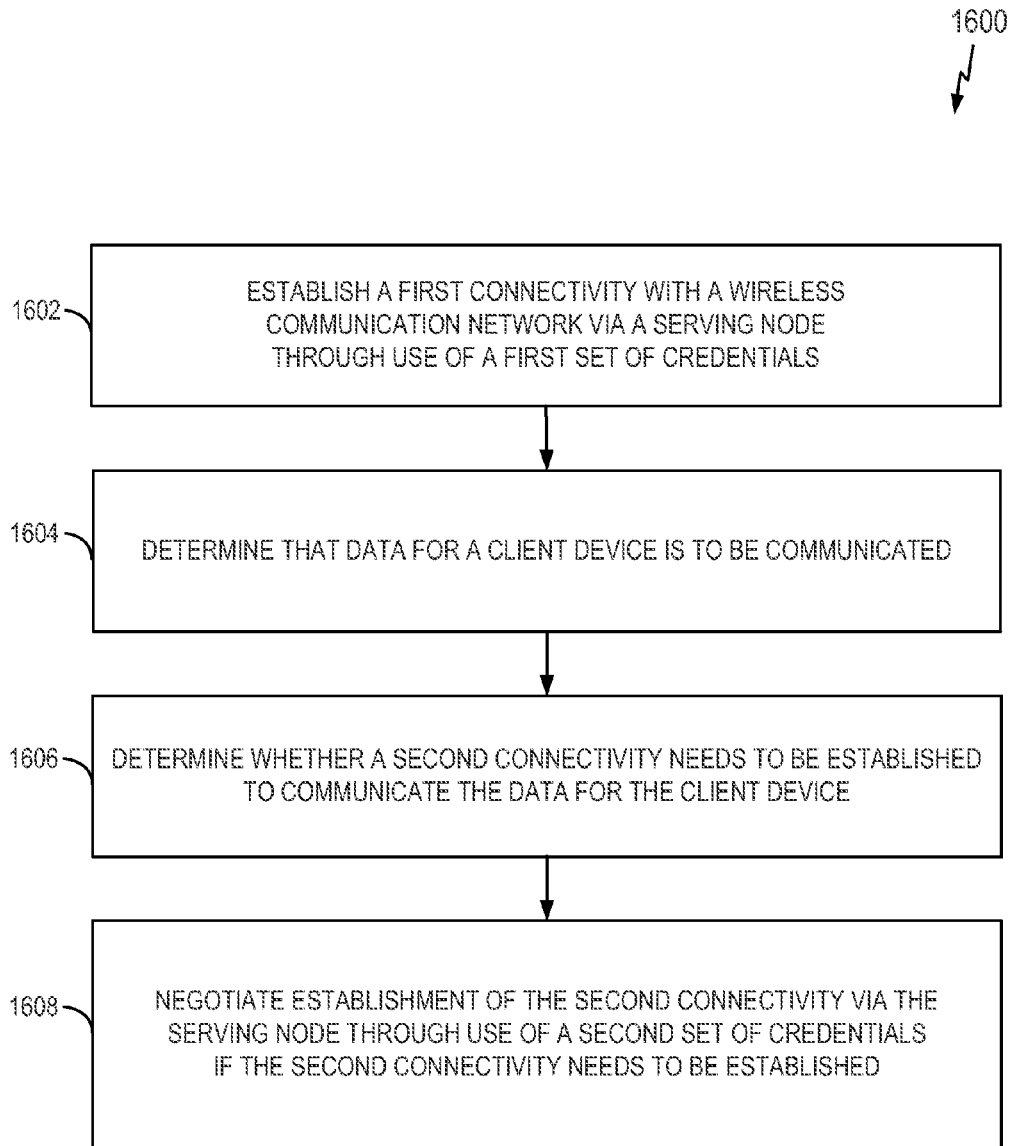 1600
1602
ESTABLISH A FIRST CONNECTIVITY WITH A WIRELESS
COMMUNICATION NETWORK VIA A SERVING NODE
THROUGH USE OF A FIRST SET OF CREDENTIALS
1604
DETERMINE THAT DATA FOR A CLIENT DEVICE IS TO BE COMMUNICATED
1606
DETERMINE WHETHER A SECOND CONNECTIVITY NEEDS TO BE ESTABLISHED
TO COMMUNICATE THE DATA FOR THE CLIENT DEVICE
1608
NEGOTIATE ESTABLISHMENT OF THE SECOND CONNECTIVITY VIA THE
SERVING NODE THROUGH USE OF A SECOND SET OF CREDENTIALS
IF THE SECOND CONNECTIVITY NEEDS TO BE ESTABLISHED